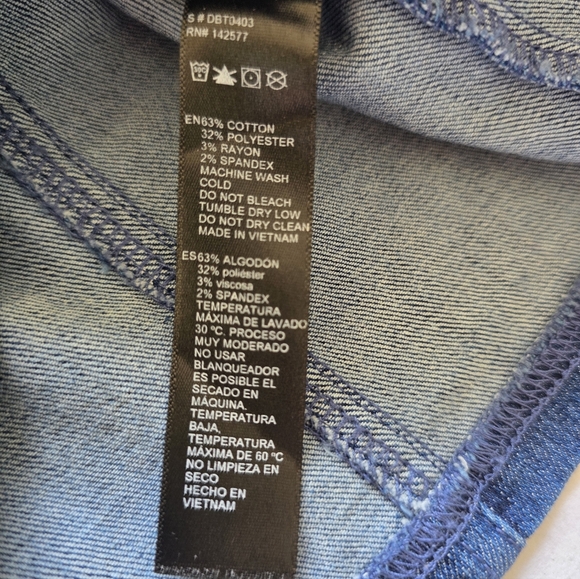 S # DBT0403
RN# 142577
EN63% COTTON
32% POLYESTER
3% RAYON
2% SPANDEX
MACHINE WASH
COLD
DO NOT BLEACH
TUMBLE DRY LOW
DO NOT DRY CLEAN
MADE IN VIETNAM
ES63% ALGODÓN
32% poliéster
3% viscosa
2% SPANDEX
TEMPERATURA
MÁXIMA DE LAVADO
30 ºC. PROCESO
MUY MODERADO
NO USAR
BLANQUEADOR
ES POSIBLE EL
SECADO EN
MÁQUINA.
TEMPERATURA
BAJA,
TEMPERATURA
MÁXIMA DE 60 ºC
NO LIMPIEZA EN
SECO
HECHO EN
VIETNAM